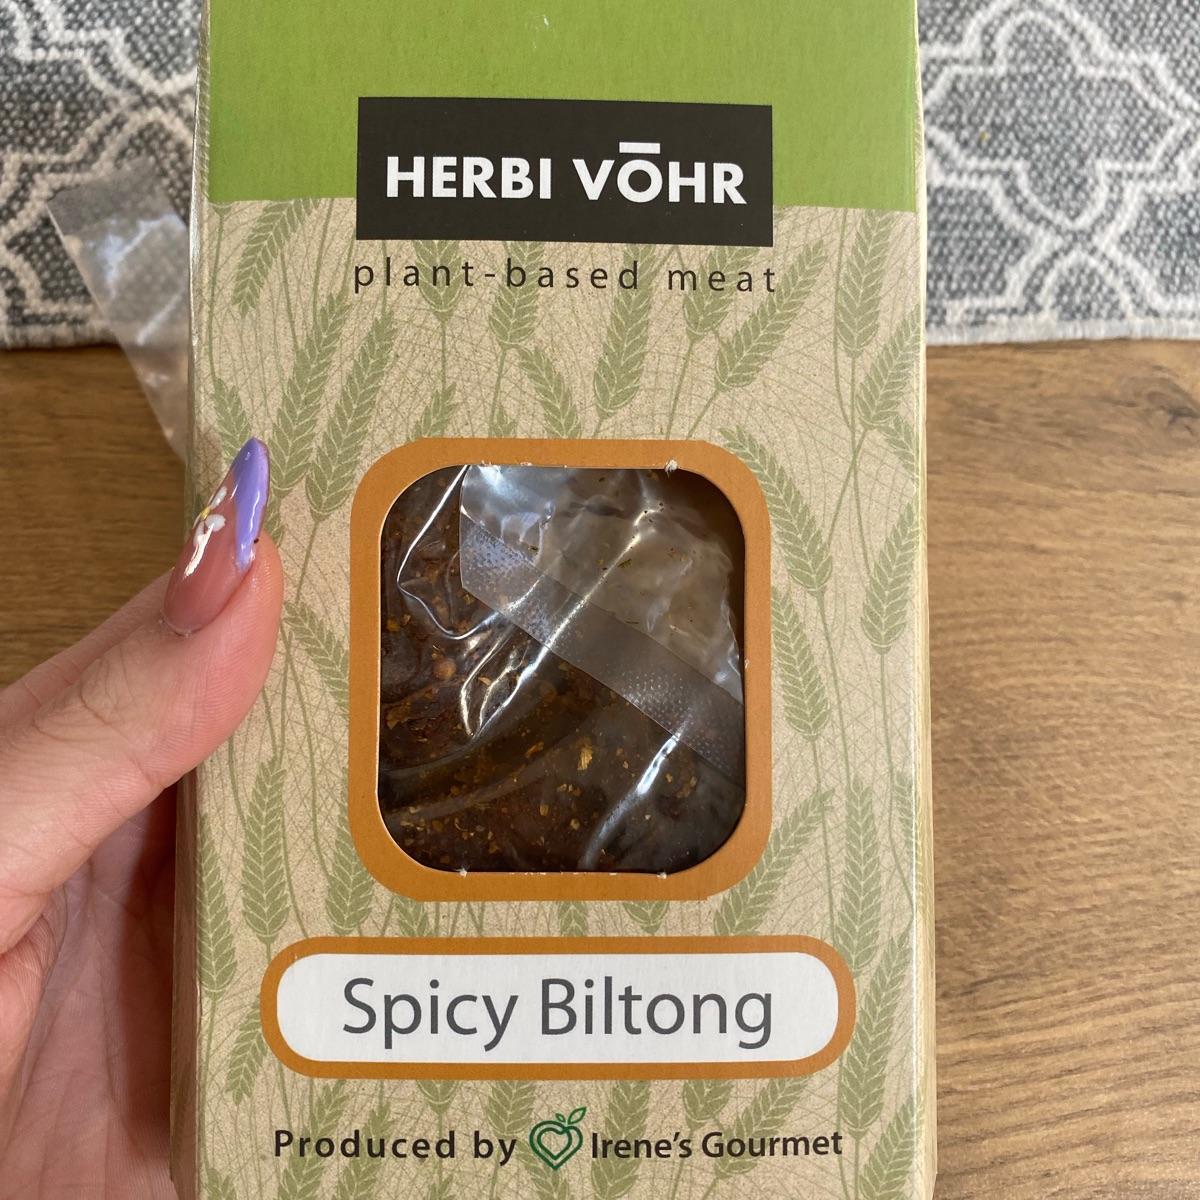 HERBI VŌHR
plant-based meat
Spicy Biltong
Produced by Irene's Gourmet